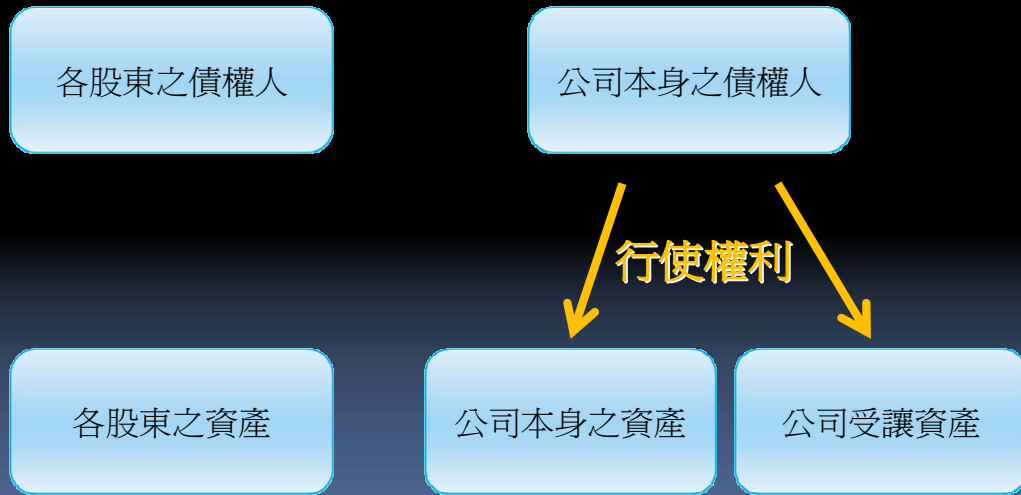 各股東之債權人
公司本身之債權人
行使權利
各股東之資產
公司本身之資產
公司受讓資產